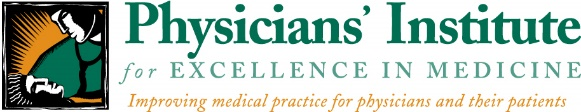 Physicians’ Institute
for EXCELLENCE IN MEDICINE
Improving medical practice for physicians and their patients